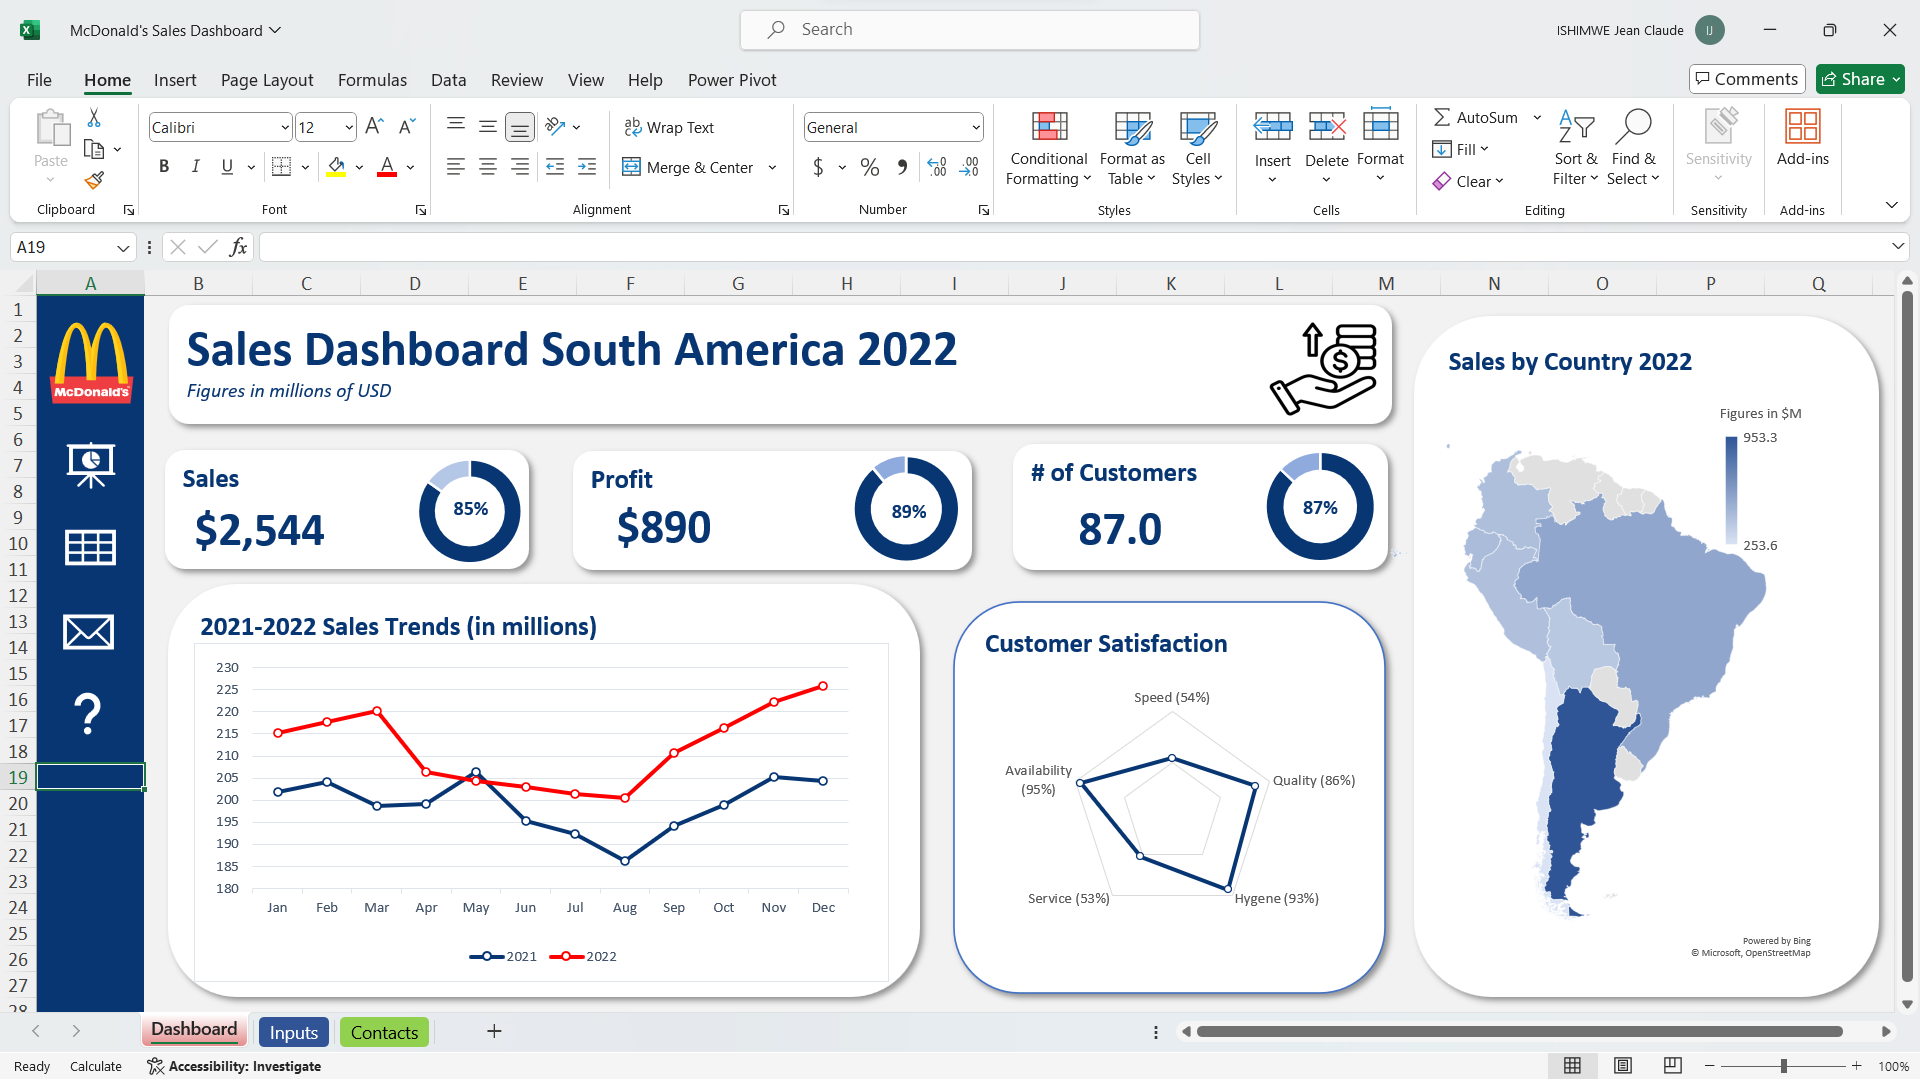 McDonald's Sales Dashboard
Search
ISHIMWE Jean Claude
IJ
File Home Insert Page Layout Formulas Data Review View Help Power Pivot
Comments
Share
Paste
Clipboard
Calibri 12
A A
B I U A
Font
ab Wrap Text
Merge & Center
Alignment
General
$ % 9 .00 .00
Number
Conditional Formatting
Format as Table
Cell Styles
Styles
Insert Delete Format
Cells
AutoSum
Fill
Clear
Sort & Filter
Find & Select
Editing
Sensitivity
Sensitivity
Add-ins
Add-ins
A19
fx
A B C D E F G H I J K L M N O P Q
1
2
3
4
5
6
7
8
9
10
11
12
13
14
15
16
17
18
19
20
21
22
23
24
25
26
27
28
McDonald's
?
Sales Dashboard South America 2022
Figures in millions of USD
Sales
$2,544
85%
Profit
$890
89%
# of Customers
87.0
87%
2021-2022 Sales Trends (in millions)
230
225
220
215
210
205
200
195
190
185
180
Jan Feb Mar Apr May Jun Jul Aug Sep Oct Nov Dec
2021 2022
Customer Satisfaction
Speed (54%)
Availability
(95%)
Quality (86%)
Service (53%)
Hygene (93%)
Sales by Country 2022
Figures in $M
953.3
253.6
Powered by Bing
© Microsoft, OpenStreetMap
Dashboard Inputs Contacts +
Ready Calculate Accessibility: Investigate
100%